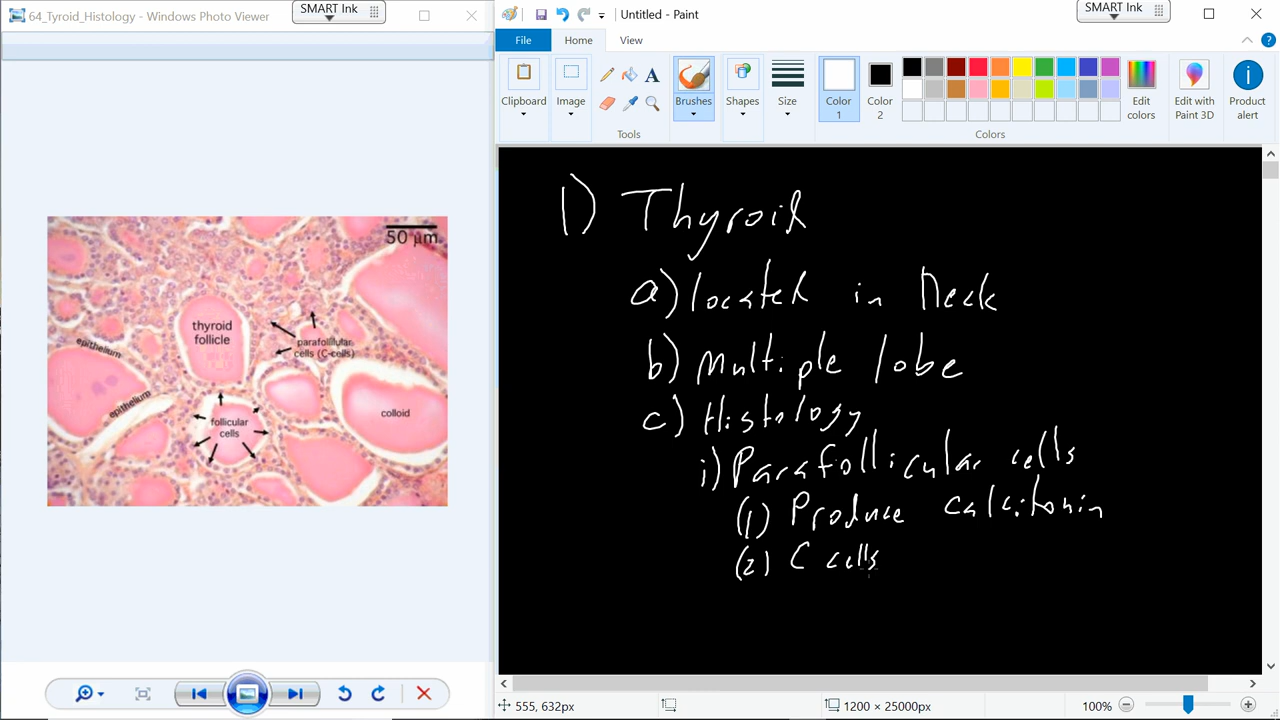 64_Tyroid_Histology - Windows Photo Viewer
SMART Ink
50 µm
thyroid
follicle
parafollilular
cells (C-cells)
epithelium
epithelium
follicular
cells
colloid
Untitled - Paint
SMART Ink
File
Home
View
Clipboard
Image
Tools
Brushes
Shapes
Size
Color
1
Color
2
Colors
Edit
colors
Edit with
Paint 3D
Product
alert
1) Thyroid
a) located in Neck
b) Multiple lobe
c) Histology
i) Parafollicular cells
(1) Produce calcitonin
(2) C cells
555, 632px
1200 × 25000px
100%